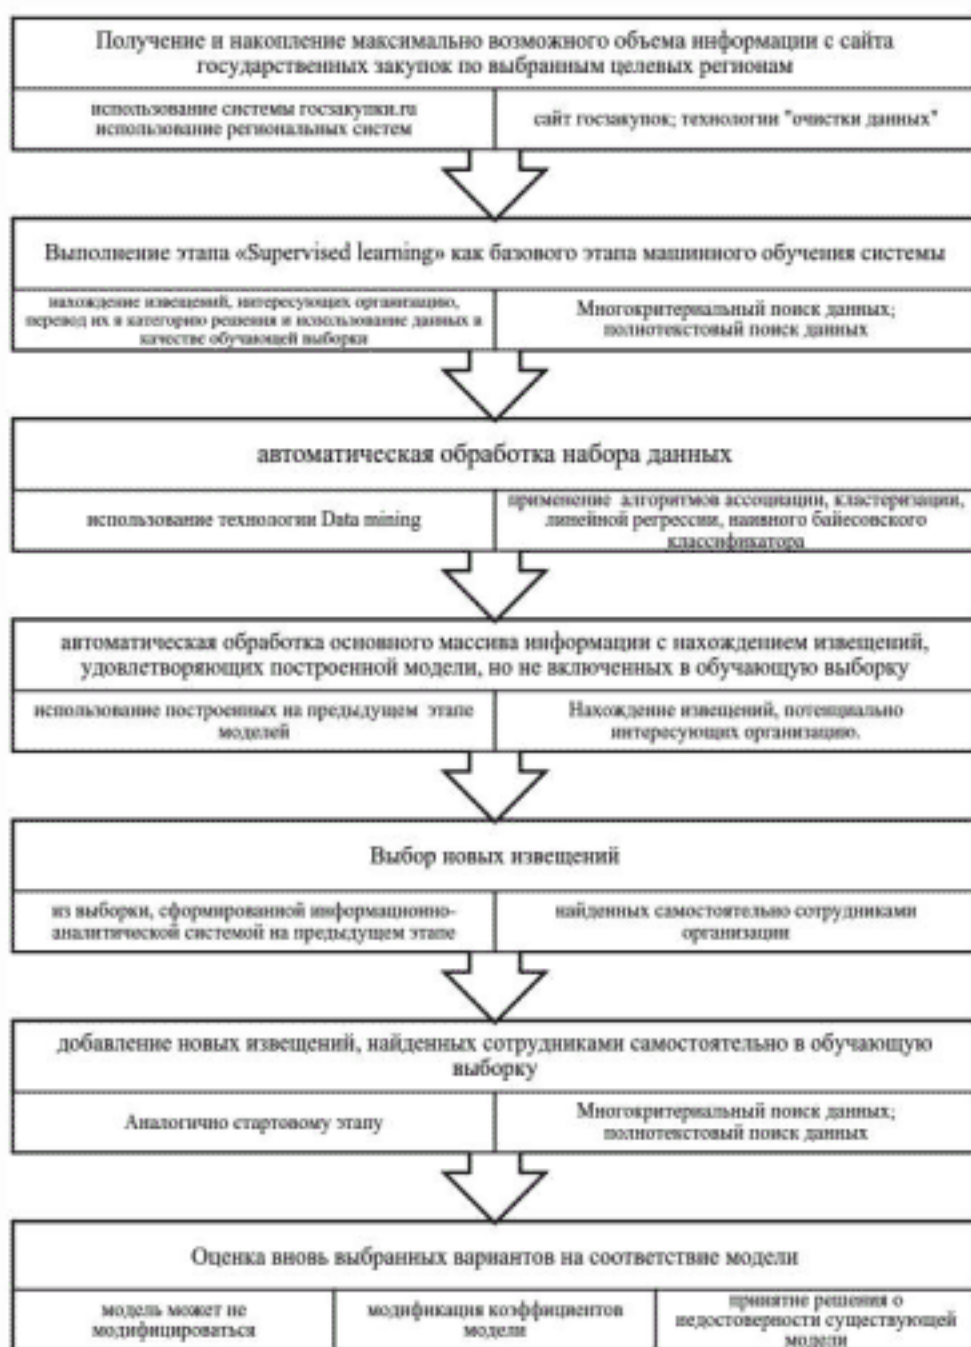 Получение и накопление максимально возможного объема информации с сайта
государственных закупок по выбранным целевых регионам
использование системы госзакупки.ru
использование региональных систем
сайт госзакупок; технологии "очистки данных"
Выполнение этапа «Supervised learning» как базового этапа машинного обучения системы
нахождение извещений, интересующих организацию,
перевод их в категорию решения и использование данных в
качестве обучающей выборки
Многокритериальный поиск данных;
полнотекстовый поиск данных
автоматическая обработка набора данных
использование технологии Data mining
применение алгоритмов ассоциации, кластеризации,
линейной регрессии, наивного байесовского
классификатора
автоматическая обработка основного массива информации с нахождением извещений,
удовлетворяющих построенной модели, но не включенных в обучающую выборку
использование построенных на предыдущем этапе
моделей
Нахождение извещений, потенциально
интересующих организацию.
Выбор новых извещений
из выборки, сформированной информационно-
аналитической системой на предыдущем этапе
найденных самостоятельно сотрудниками
организации
добавление новых извещений, найденных сотрудниками самостоятельно в обучающую
выборку
Аналогично стартовому этапу
Многокритериальный поиск данных;
полнотекстовый поиск данных
Оценка вновь выбранных вариантов на соответствие модели
модель может не
модифицироваться
модификация коэффициентов
модели
принятие решения о
недостоверности существующей
модели